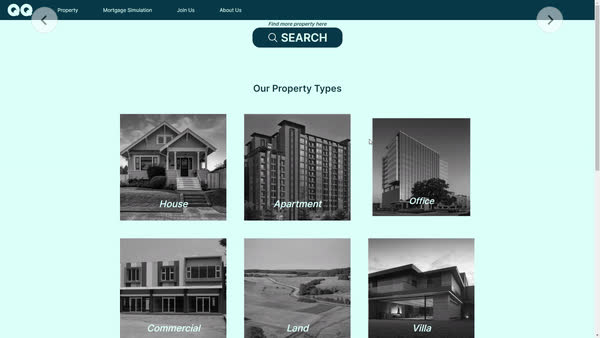 QQ
Property
Mortgage Simulation
Join Us
About Us
Find more property here
SEARCH
Our Property Types
House
Apartment
Office
Commercial
Land
Villa